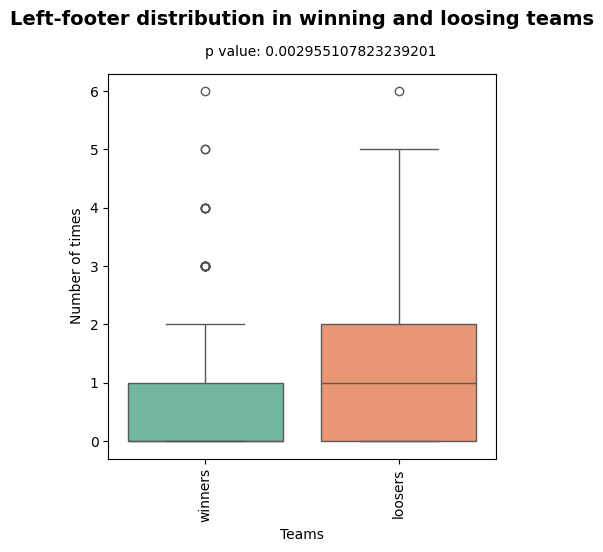 Left-footer distribution in winning and loosing teams
p value: 0.002955107823239201
6
5
4
3
2
1
0
Number of times
winners
loosers
Teams